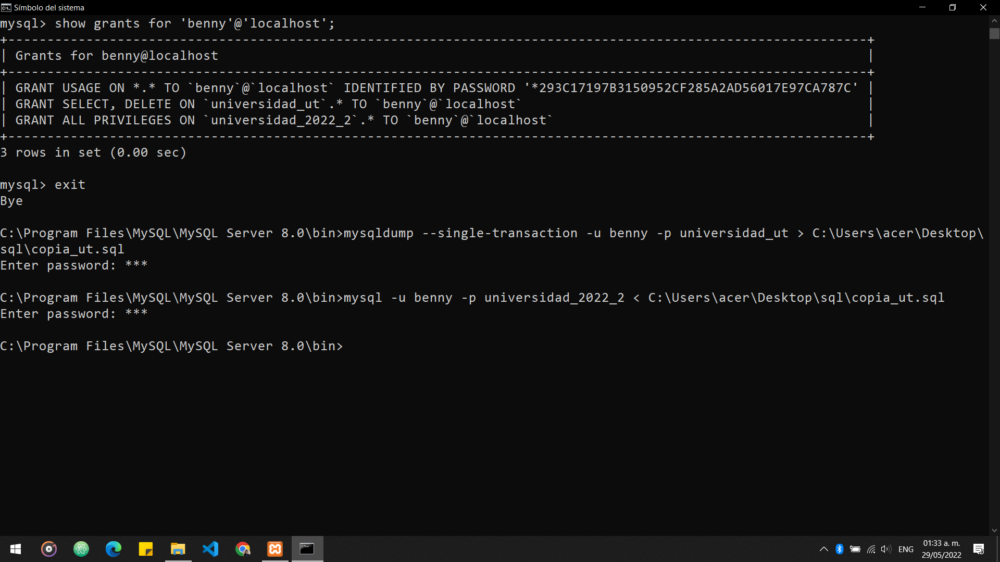 Símbolo del sistema
mysql> show grants for 'benny'@'localhost';
+--------------------------------------------------------------------------------------------------------------+
| Grants for benny@localhost |
+--------------------------------------------------------------------------------------------------------------+
| GRANT USAGE ON *.* TO `benny`@`localhost` IDENTIFIED BY PASSWORD '*293C17197B3150952CF285A2AD56017E97CA787C' |
| GRANT SELECT, DELETE ON `universidad_ut`.* TO `benny`@`localhost` |
| GRANT ALL PRIVILEGES ON `universidad_2022_2`.* TO `benny`@`localhost` |
+--------------------------------------------------------------------------------------------------------------+
3 rows in set (0.00 sec)
mysql> exit
Bye
C:\Program Files\MySQL\MySQL Server 8.0\bin>mysqldump --single-transaction -u benny -p universidad_ut > C:\Users\acer\Desktop\
sql\copia_ut.sql
Enter password: ***
C:\Program Files\MySQL\MySQL Server 8.0\bin>mysql -u benny -p universidad_2022_2 < C:\Users\acer\Desktop\sql\copia_ut.sql
Enter password: ***
C:\Program Files\MySQL\MySQL Server 8.0\bin>
ENG
01:33 a. m.
29/05/2022